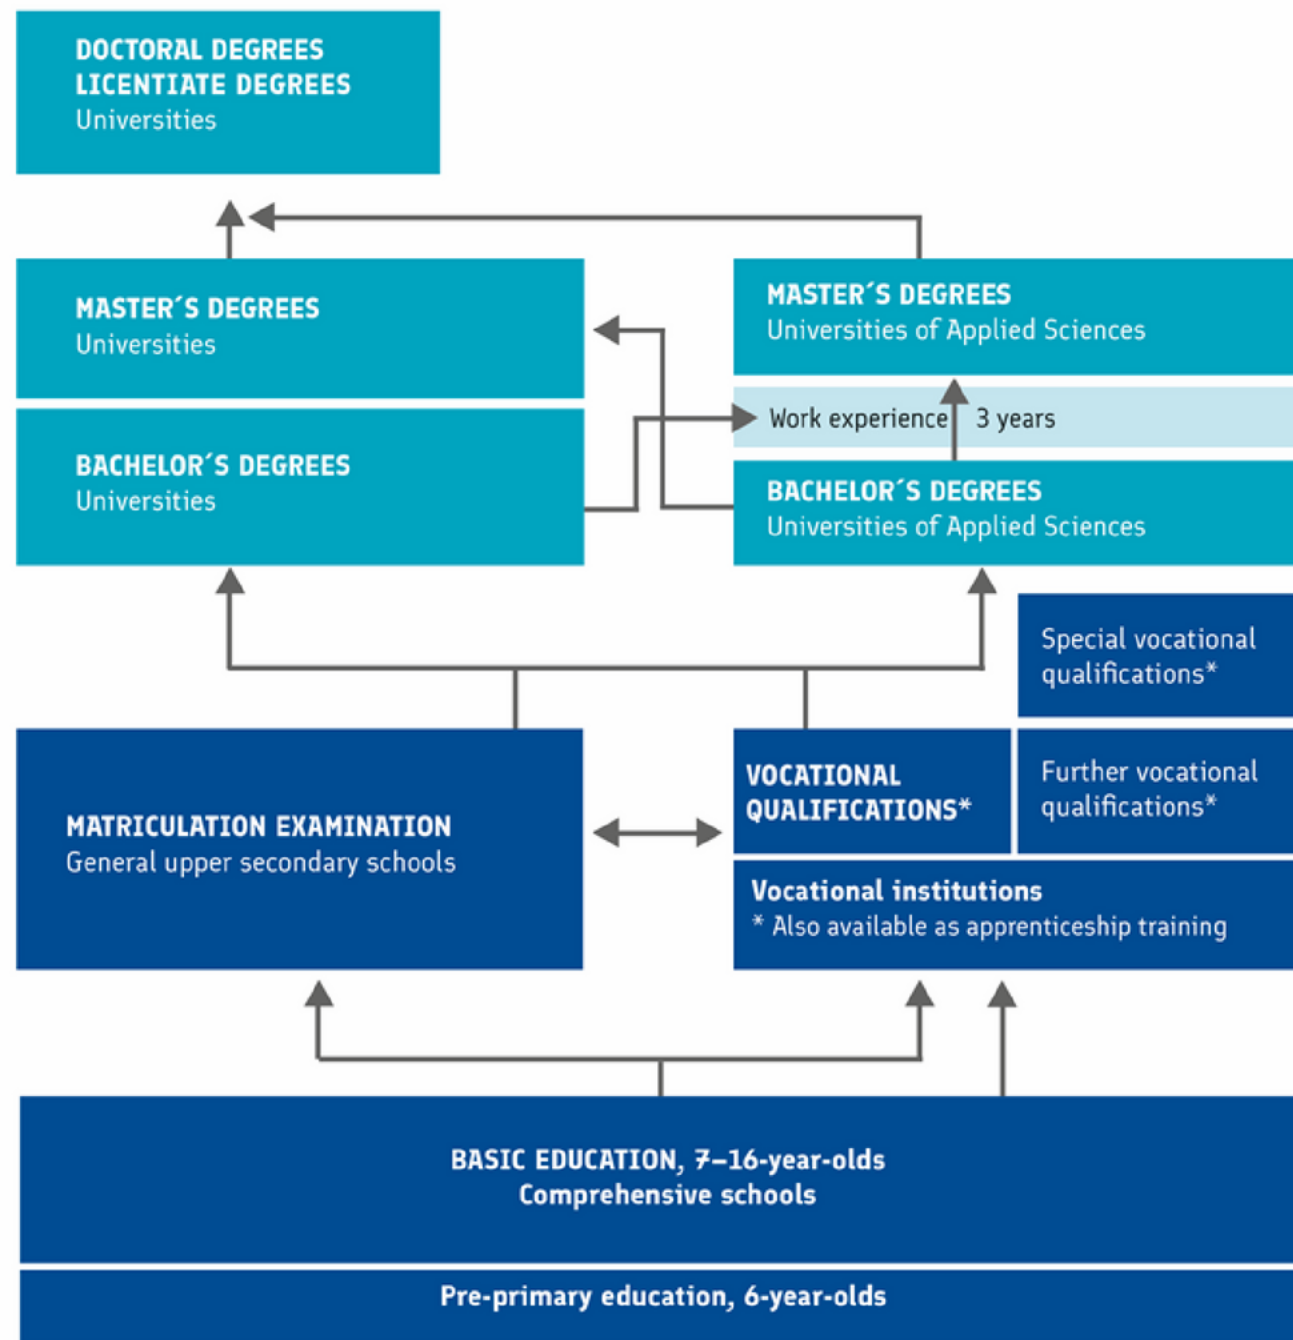 DOCTORAL DEGREES
LICENTIATE DEGREES
Universities
MASTER´S DEGREES
Universities
MASTER´S DEGREES
Universities of Applied Sciences
Work experience 3 years
BACHELOR´S DEGREES
Universities
BACHELOR´S DEGREES
Universities of Applied Sciences
Special vocational
qualifications*
MATRICULATION EXAMINATION
General upper secondary schools
VOCATIONAL
QUALIFICATIONS*
Further vocational
qualifications*
Vocational institutions
* Also available as apprenticeship training
BASIC EDUCATION, 7–16-year-olds
Comprehensive schools
Pre-primary education, 6-year-olds